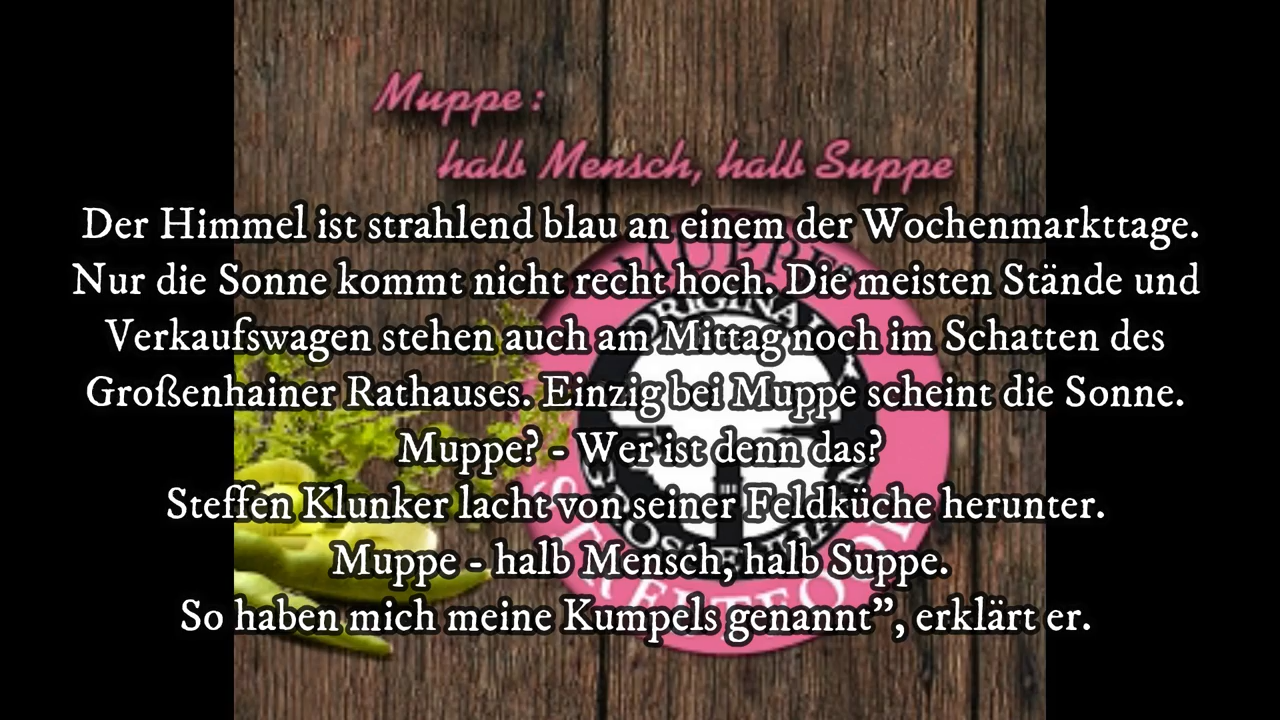 Muppe :
halb Mensch, halb Suppe
Der Himmel ist strahlend blau an einem der Wochenmarkttage.
Nur die Sonne kommt nicht recht hoch. Die meisten Stände und
Verkaufswagen stehen auch am Mittag noch im Schatten des
Großenhainer Rathauses. Einzig bei Muppe scheint die Sonne.
Muppe? - Wer ist denn das?
Steffen Klunker lacht von seiner Feldküche herunter.
Muppe - halb Mensch, halb Suppe.
So haben mich meine Kumpels genannt”, erklärt er.
ORIGINAL